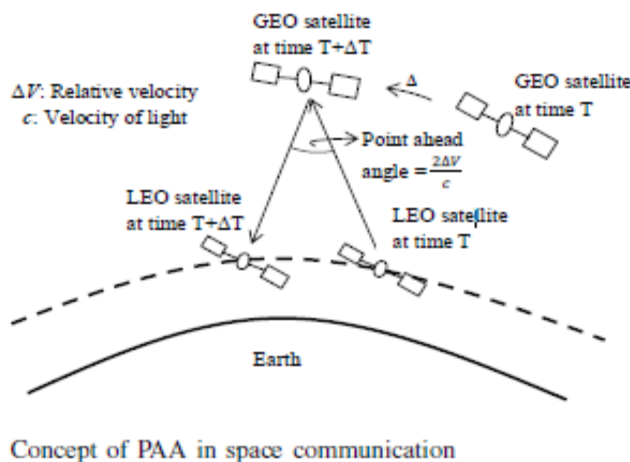 GEO satellite
at time T+ΔT
ΔV: Relative velocity
c: Velocity of light
Δ
GEO satellite
at time T
Point ahead
angle = 2ΔV/c
LEO satellite
at time T+ΔT
LEO satellite
at time T
Earth
Concept of PAA in space communication